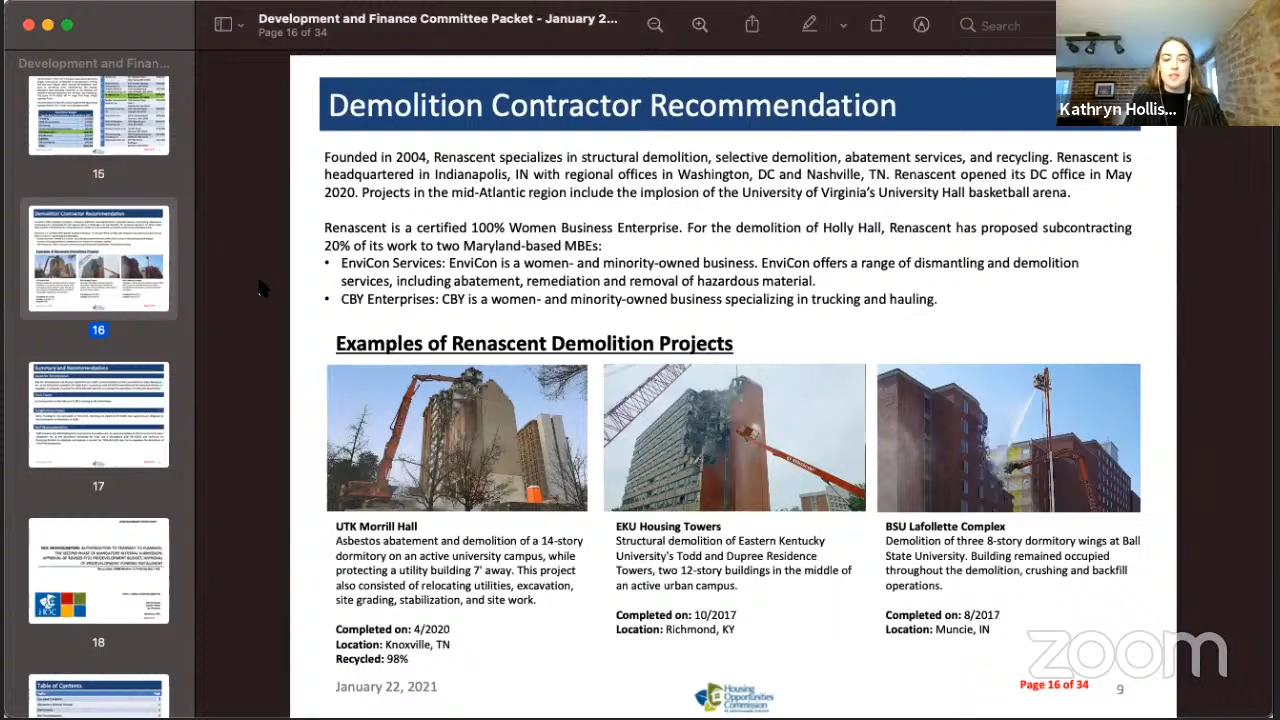 Development and Finance Committee Packet - January 2...
Page 16 of 34
Search
Kathryn Hollis...
Development and Finan...
15
16
17
18
Demolition Contractor Recommendation
Founded in 2004, Renascent specializes in structural demolition, selective demolition, abatement services, and recycling. Renascent is
headquartered in Indianapolis, IN with regional offices in Washington, DC and Nashville, TN. Renascent opened its DC office in May
2020. Projects in the mid-Atlantic region include the implosion of the University of Virginia's University Hall basketball arena.
Renascent is a certified Veteran-Owned Business Enterprise. For the demolition of Holly Hall, Renascent has proposed subcontracting
20% of its work to two Mayland-based MBEs:
• EnviCon Services: EnviCon is a women- and minority-owned business. EnviCon offers a range of dismantling and demolition
services, including abatement, remediation and removal of hazardous material.
• CBY Enterprises: CBY is a women- and minority-owned business specializing in trucking and hauling.
Examples of Renascent Demolition Projects
UTK Morrill Hall
Asbestos abatement and demolition of a 14-story
dormitory on an active university campus,
protecting a utility building 7' away. This project
also consisted of relocating utilities, excavation,
site grading, stabilization, and site work.
Completed on: 4/2020
Location: Knoxville, TN
Recycled: 98%
EKU Housing Towers
Structural demolition of Eastern Kentucky
University's Todd and Dupree
Towers, two 12-story buildings in the middle of
an active urban campus.
Completed on: 10/2017
Location: Richmond, KY
BSU Lafollette Complex
Demolition of three 8-story dormitory wings at Ball
State University. Building remained occupied
throughout the demolition, crushing and backfill
operations.
Completed on: 8/2017
Location: Muncie, IN
January 22, 2021
Housing
Opportunities
Commission
Page 16 of 34
9
zoom
Demolition Contractor Recommendation
Summary and Recommendations
HOC
Table of Contents